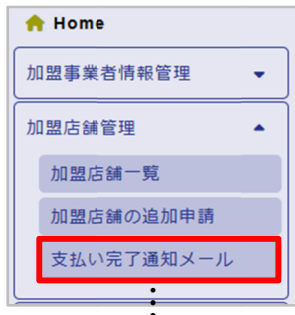 Home
加盟事業者情報管理
加盟店舗管理
加盟店舗一覧
加盟店舗の追加申請
支払い完了通知メール